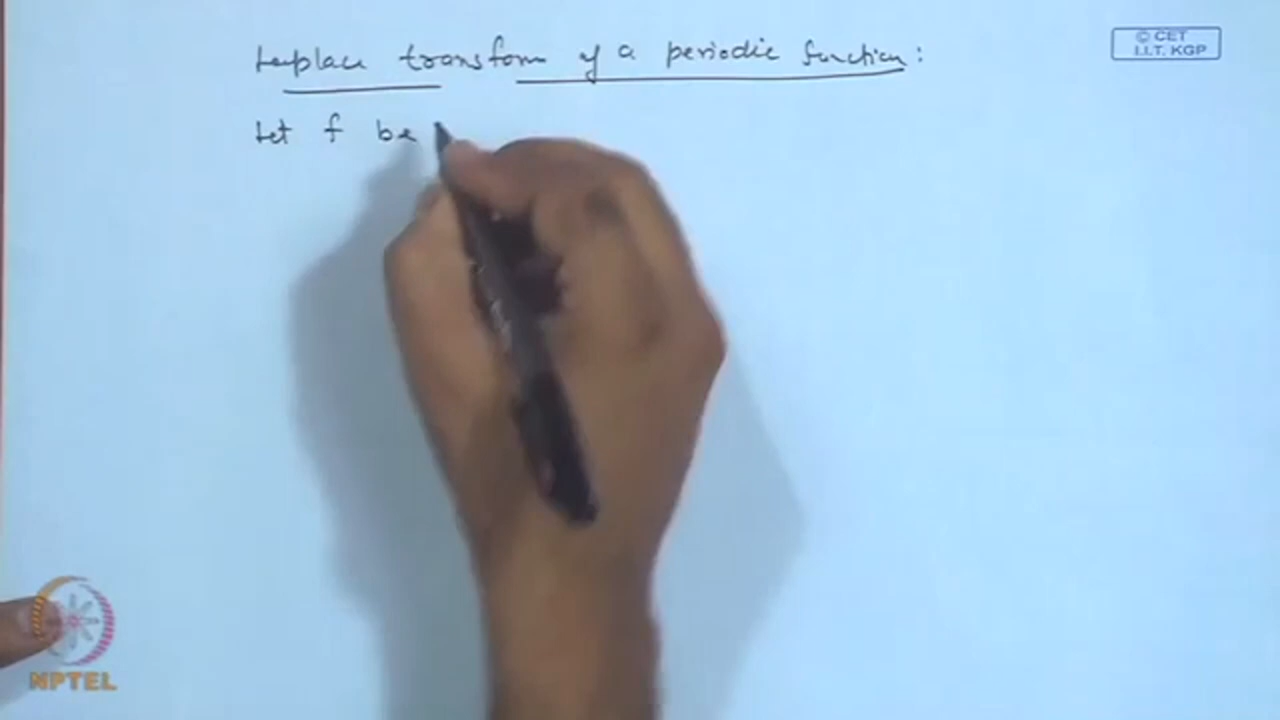 Laplace transform of a periodic function:
© CET
I.I.T. KGP
Let f be
NPTEL